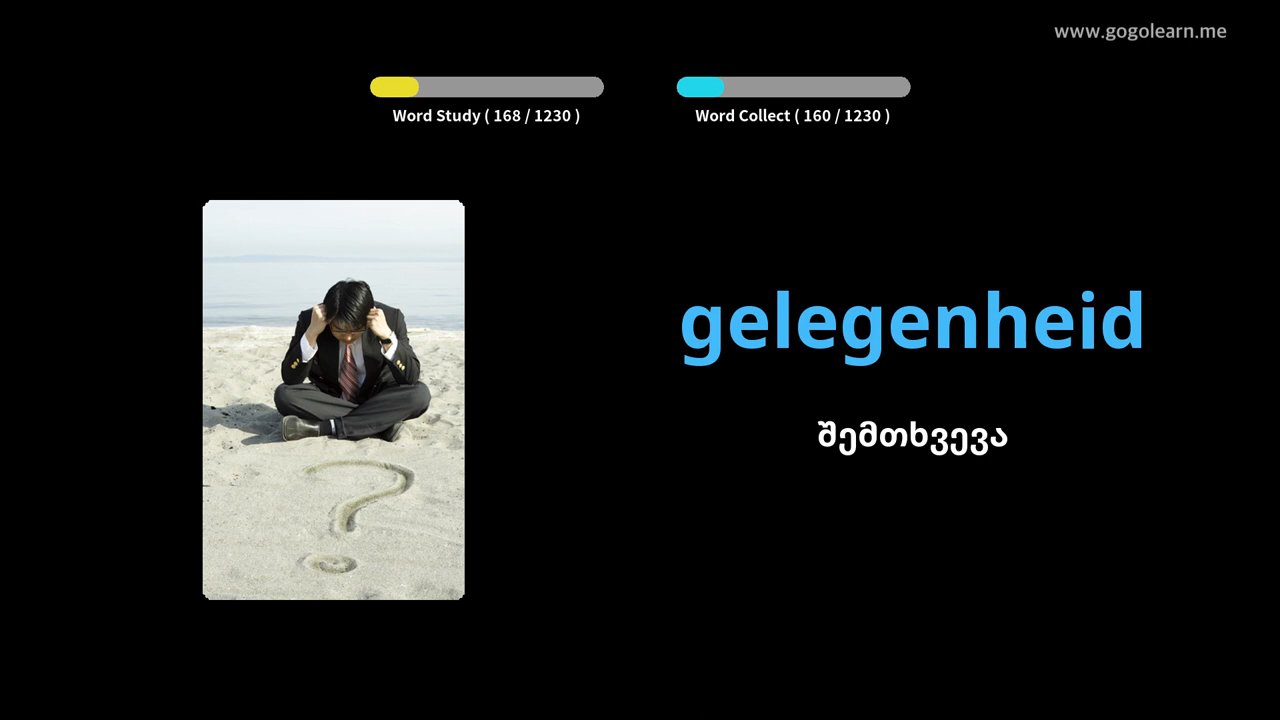 www.gogolearn.me
Word Study ( 168 / 1230 )
Word Collect ( 160 / 1230 )
gelegenheid
შემთხვევა
?